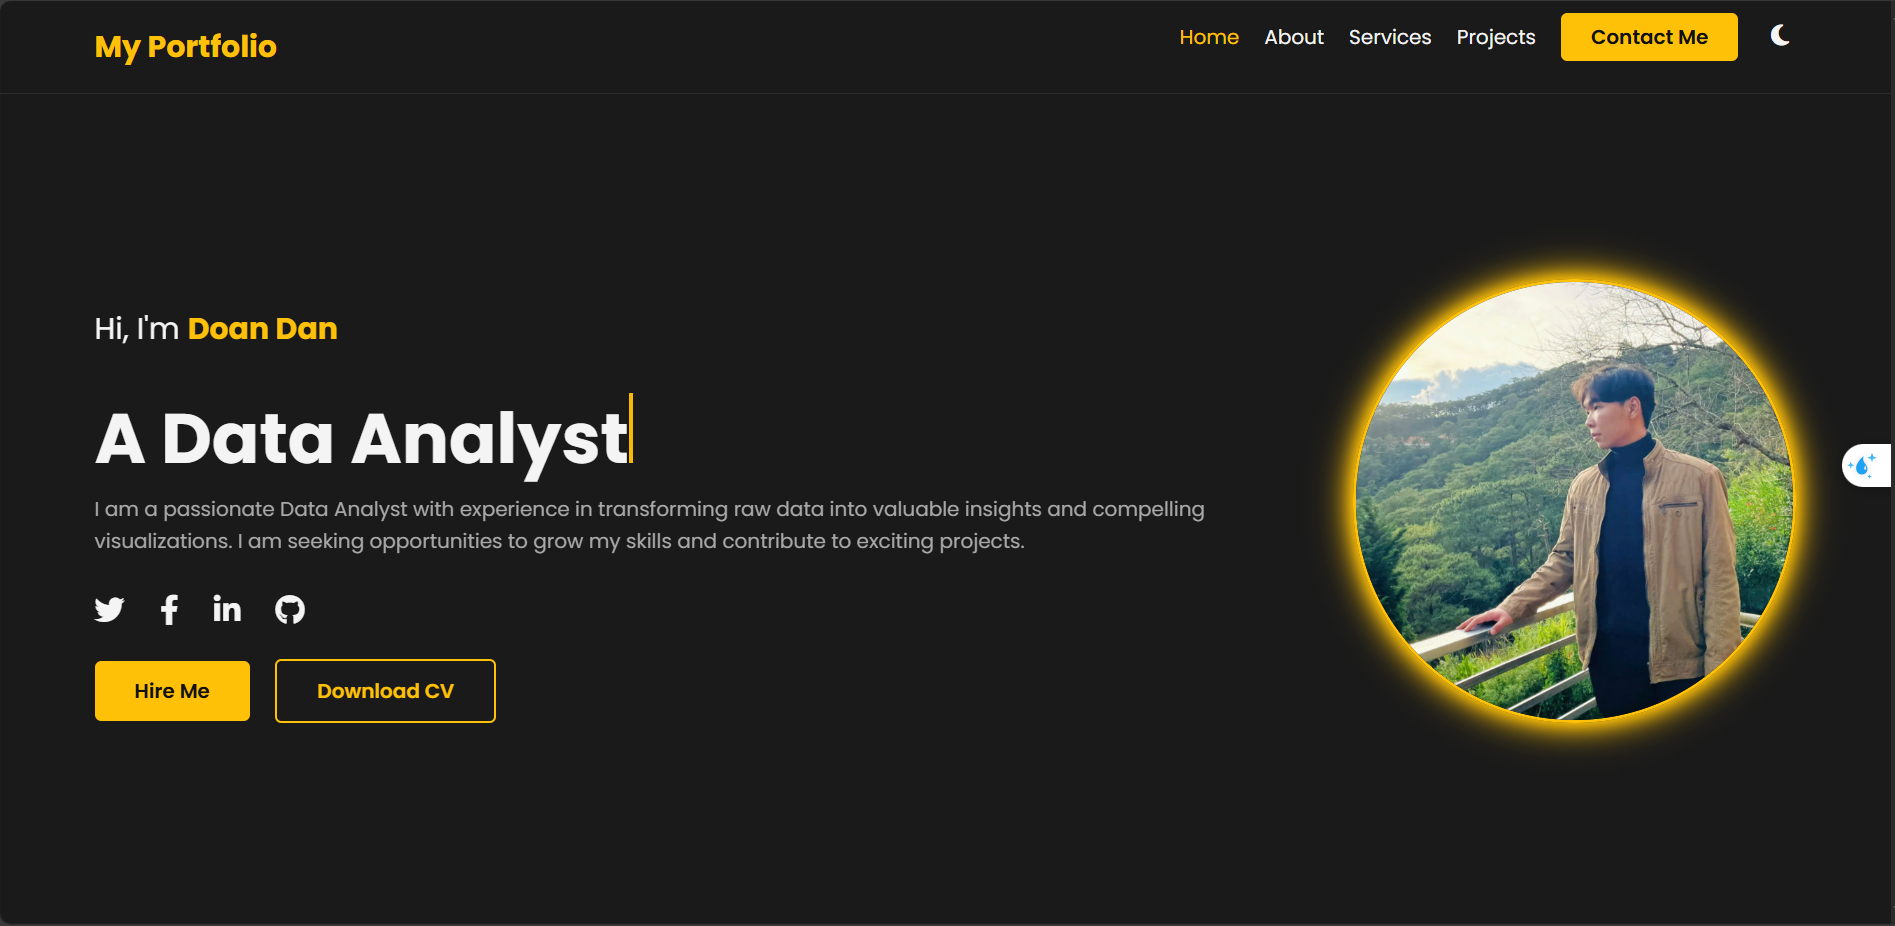 My Portfolio
Home About Services Projects Contact Me
Hi, I'm Doan Dan
A Data Analyst
I am a passionate Data Analyst with experience in transforming raw data into valuable insights and compelling
visualizations. I am seeking opportunities to grow my skills and contribute to exciting projects.
Hire Me Download CV